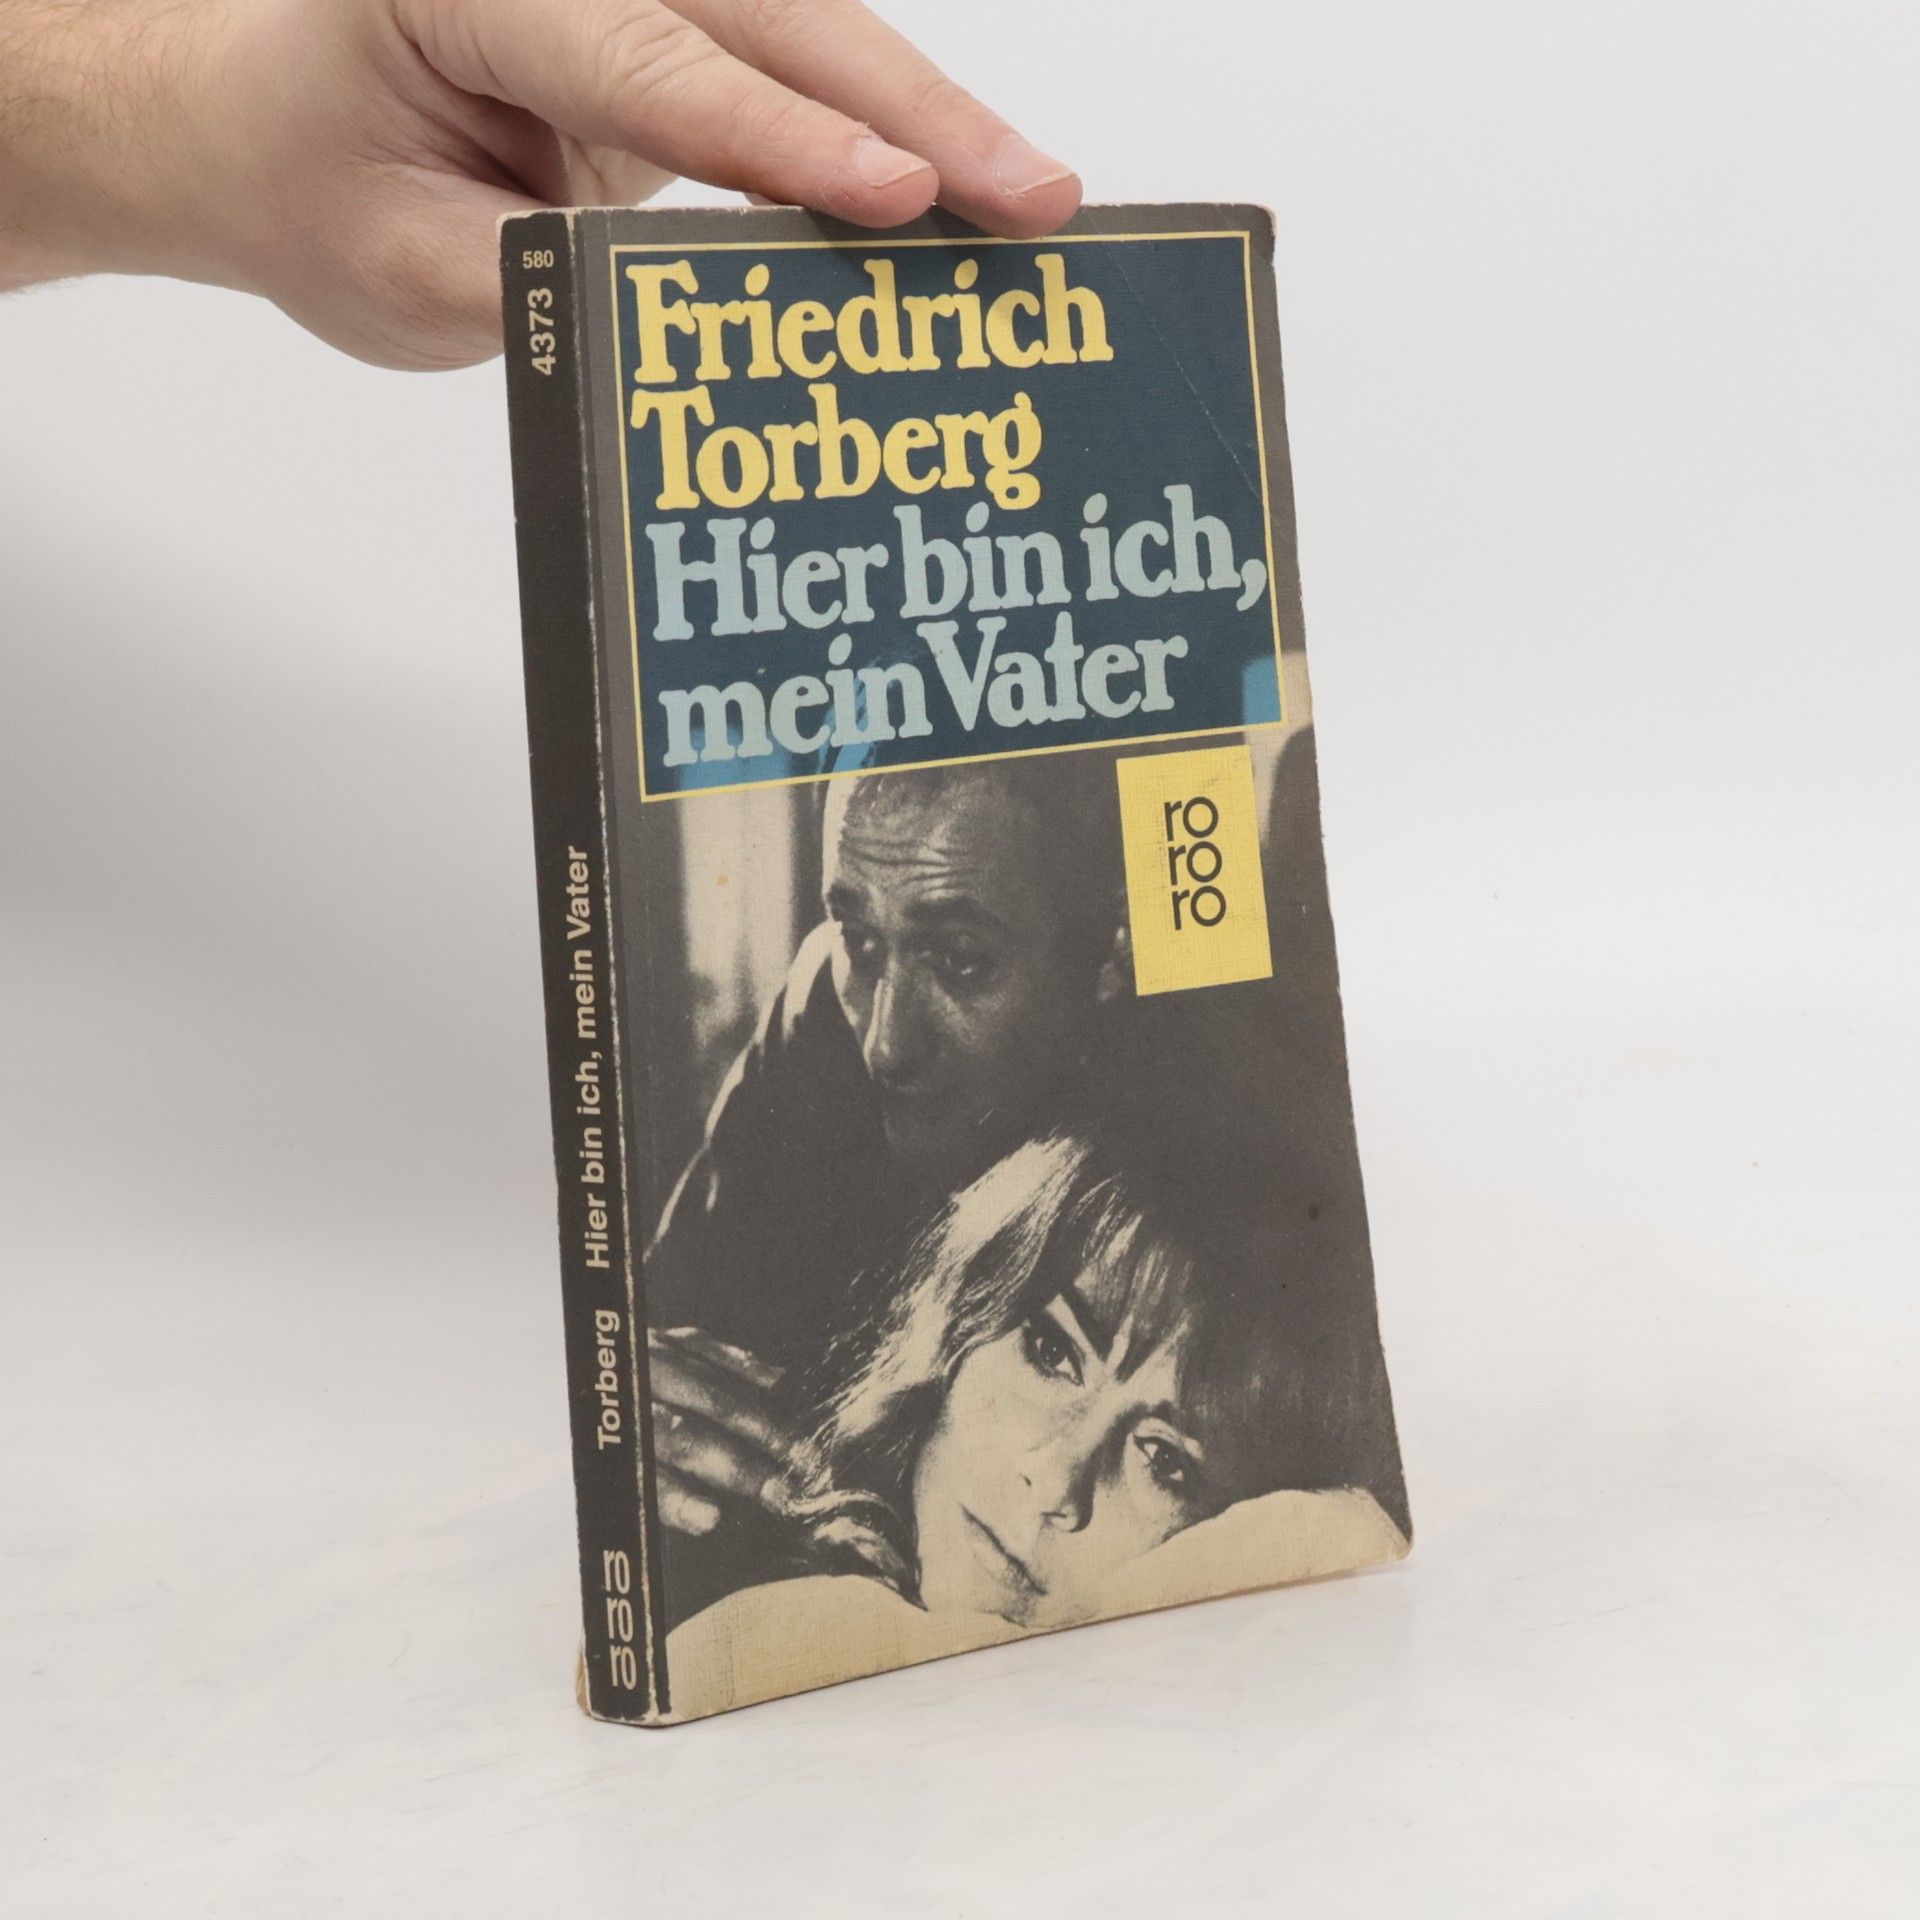 Friedrich
Torberg
Hier bin ich,
mein Vater
ro
ro
ro
580
4373
Torberg Hier bin ich, mein Vater
ro
ro
ro